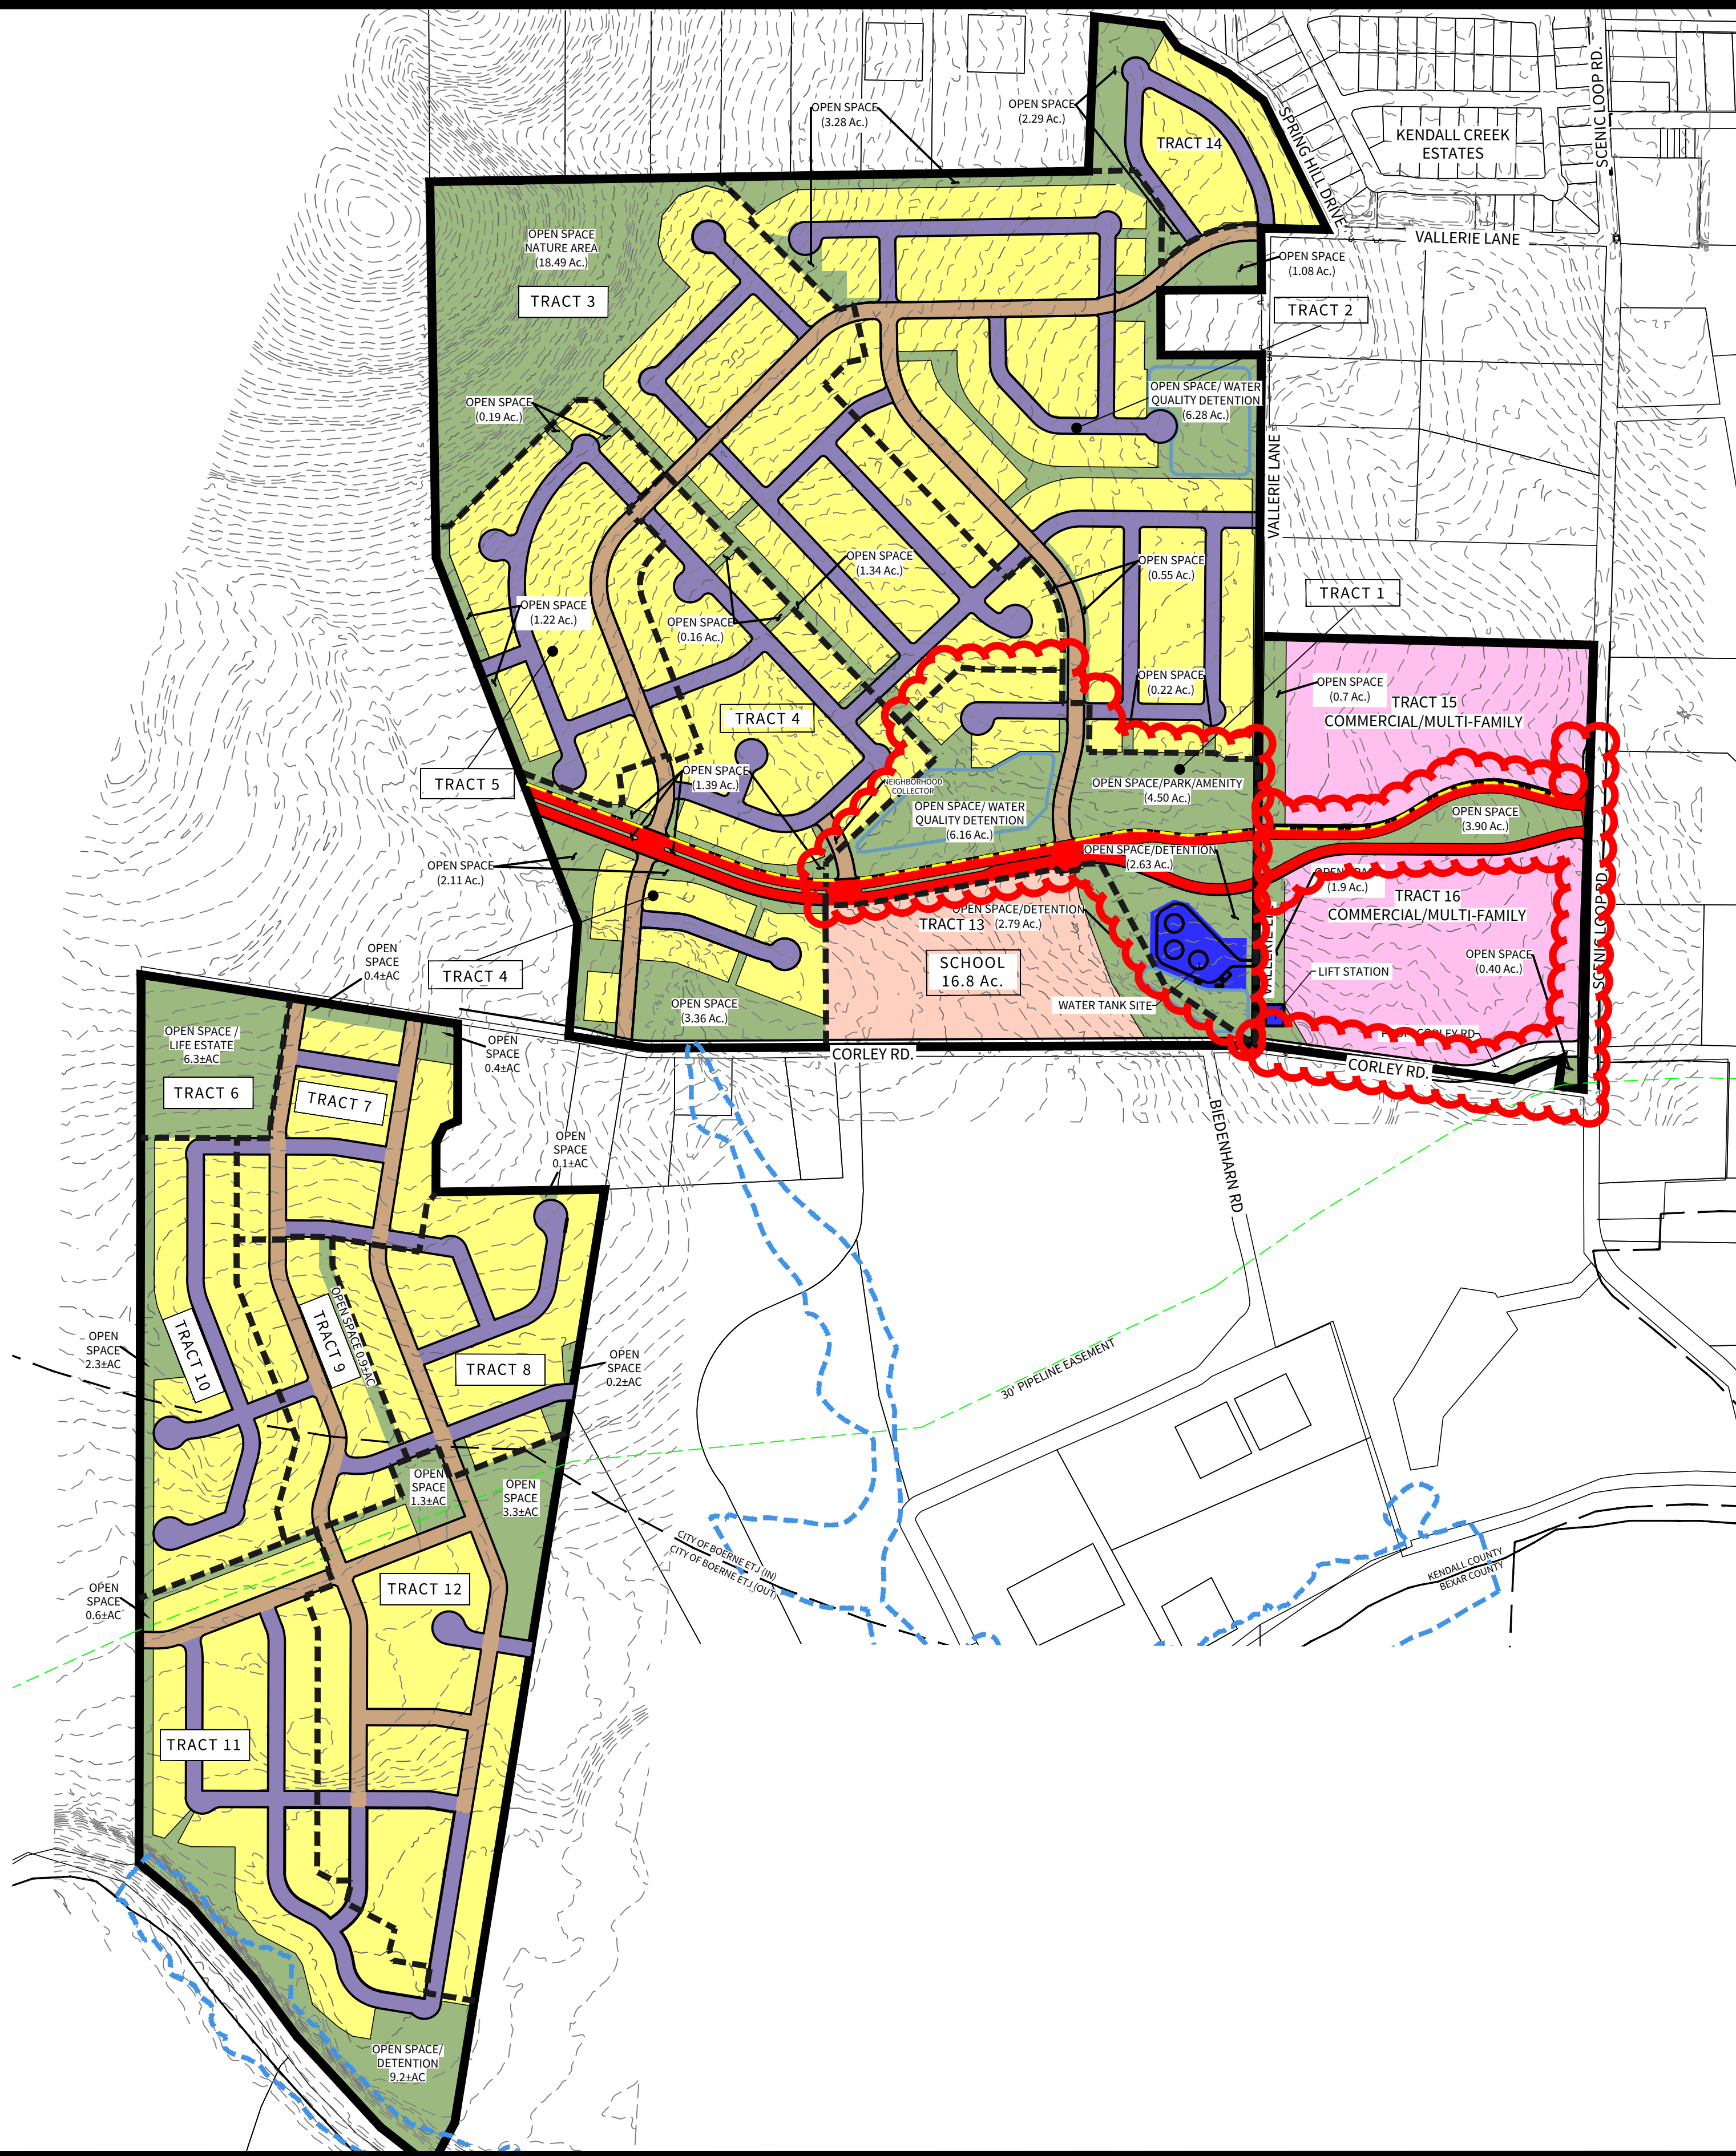 OPEN SPACE
(3.28 Ac.)
OPEN SPACE
(2.29 Ac.)
TRACT 14
SPRING HILL DRIVE
KENDALL CREEK
ESTATES
SCENIC LOOP RD.
VALLERIE LANE
OPEN SPACE
NATURE AREA
(18.49 Ac.)
TRACT 3
OPEN SPACE
(1.08 Ac.)
TRACT 2
OPEN SPACE/ WATER
QUALITY DETENTION
(6.28 Ac.)
OPEN SPACE
(0.19 Ac.)
VALLERIE LANE
OPEN SPACE
(1.34 Ac.)
OPEN SPACE
(0.55 Ac.)
TRACT 1
OPEN SPACE
(1.22 Ac.)
OPEN SPACE
(0.16 Ac.)
OPEN SPACE
(0.22 Ac.)
OPEN SPACE
(0.7 Ac.)
TRACT 15
COMMERCIAL/MULTI-FAMILY
TRACT 4
TRACT 5
OPEN SPACE
(1.39 Ac.)
NEIGHBORHOOD
COLLECTOR
OPEN SPACE/PARK/AMENITY
(4.50 Ac.)
OPEN SPACE/ WATER
QUALITY DETENTION
(6.16 Ac.)
OPEN SPACE
(3.90 Ac.)
OPEN SPACE/DETENTION
(2.63 Ac.)
OPEN SPACE
(2.11 Ac.)
OPEN SPACE
(1.9 Ac.)
TRACT 16
COMMERCIAL/MULTI-FAMILY
OPEN SPACE/DETENTION
(2.79 Ac.)
TRACT 13
SCHOOL
16.8 Ac.
SCENIC LOOP RD.
OPEN SPACE
(0.40 Ac.)
LIFT STATION
WATER TANK SITE
VALLERIE LN
OPEN
SPACE
0.4±AC
TRACT 4
OPEN SPACE
(3.36 Ac.)
CORLEY RD.
CORLEY RD.
CORLEY RD.
OPEN SPACE /
LIFE ESTATE
6.3±AC
TRACT 6
OPEN
SPACE
0.4±AC
TRACT 7
BIEDENHARN RD
OPEN
SPACE
0.1±AC
OPEN SPACE 0.9±AC
TRACT 9
TRACT 10
OPEN
SPACE
2.3±AC
TRACT 8
OPEN
SPACE
0.2±AC
30' PIPELINE EASEMENT
OPEN
SPACE
1.3±AC
OPEN
SPACE
3.3±AC
CITY OF BOERNE ETJ (IN)
CITY OF BOERNE ETJ (OUT)
KENDALL COUNTY
BEXAR COUNTY
OPEN
SPACE
0.6±AC
TRACT 12
TRACT 11
OPEN SPACE/
DETENTION
9.2±AC